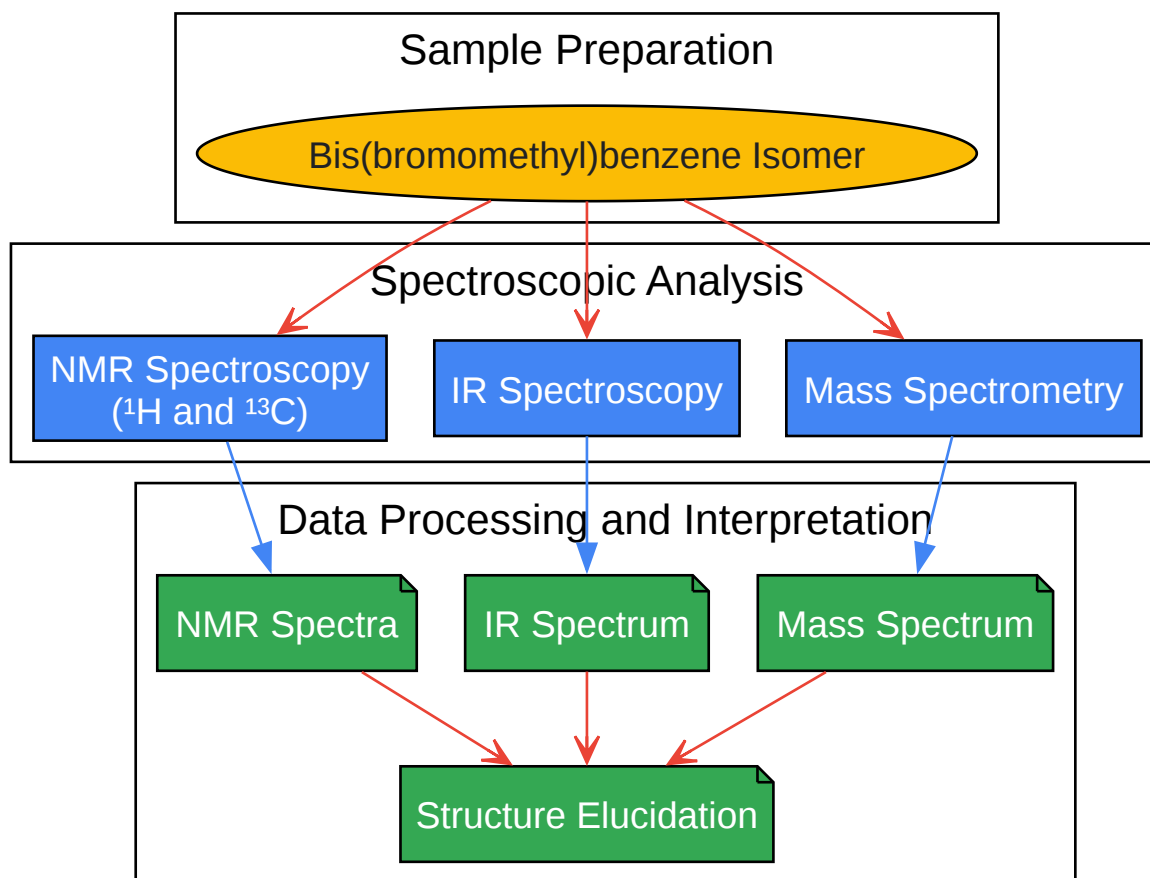 Sample Preparation
Bis(bromomethyl)benzene Isomer
Spectroscopic Analysis
NMR Spectroscopy
(¹H and ¹³C)
IR Spectroscopy
Mass Spectrometry
Data Processing and Interpretation
NMR Spectra
IR Spectrum
Mass Spectrum
Structure Elucidation